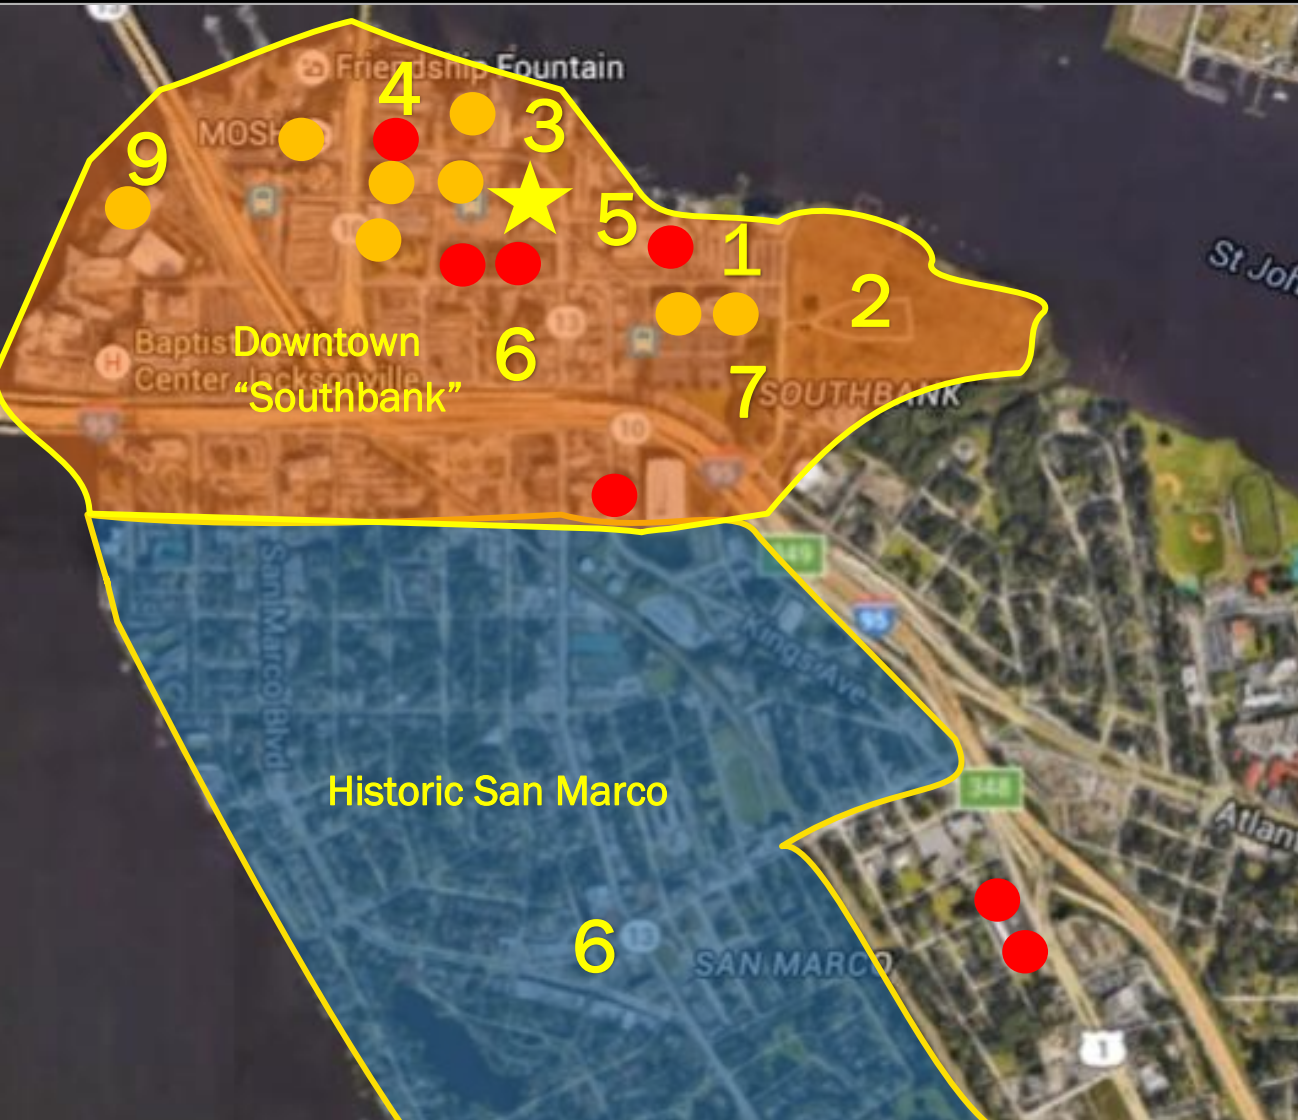 Friendship Fountain
4
3
MOSH
9
5
1
2
13
6
Baptist
Center Jacksonville
H
Downtown
“Southbank”
7
SOUTHBANK
95
10
95
349
95
San Marco Blvd
Kings Ave
St Joh
348
Historic San Marco
Atlan
6
13
SAN MARCO
1